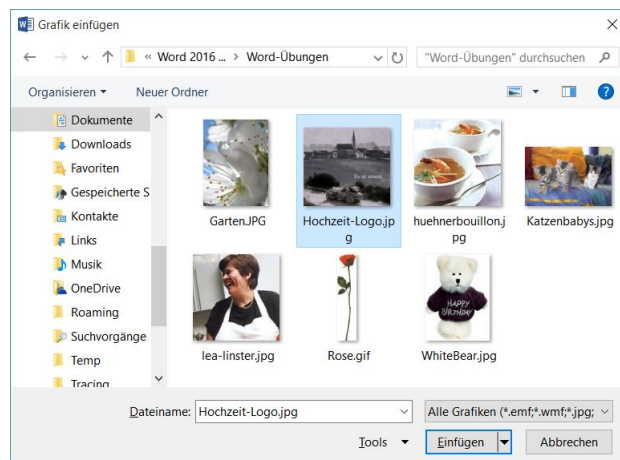 Grafik einfügen
« Word 2016 ... > Word-Übungen
"Word-Übungen" durchsuchen
Organisieren
Neuer Ordner
Dokumente
Downloads
Favoriten
Gespeicherte S
Kontakte
Links
Musik
OneDrive
Roaming
Suchvorgänge
Temp
Tracing
Garten.JPG
Hochzeit-Logo.jp
g
huehnerbouillon.j
pg
Katzenbabys.jpg
lea-linster.jpg
Rose.gif
HAPPY
BIRTHDAY
WhiteBear.jpg
Dateiname:
Hochzeit-Logo.jpg
Alle Grafiken (*.emf;*.wmf;*.jpg;
Tools
Einfügen
Abbrechen